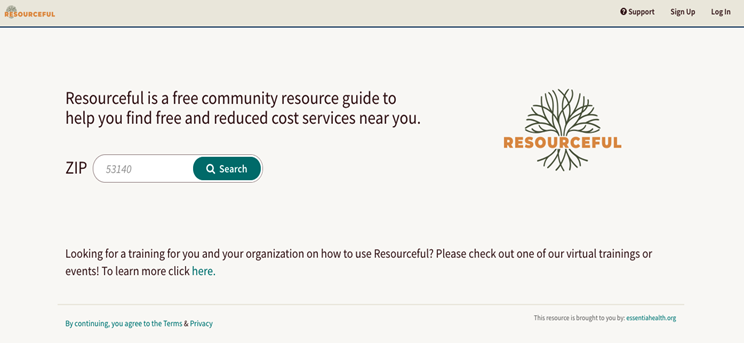 RESOURCEFUL
Support Sign Up Log In
Resourceful is a free community resource guide to
help you find free and reduced cost services near you.
RESOURCEFUL
ZIP 53140 Search
Looking for a training for you and your organization on how to use Resourceful? Please check out one of our virtual trainings or
events! To learn more click here.
This resource is brought to you by: essentiahealth.org
By continuing, you agree to the Terms & Privacy